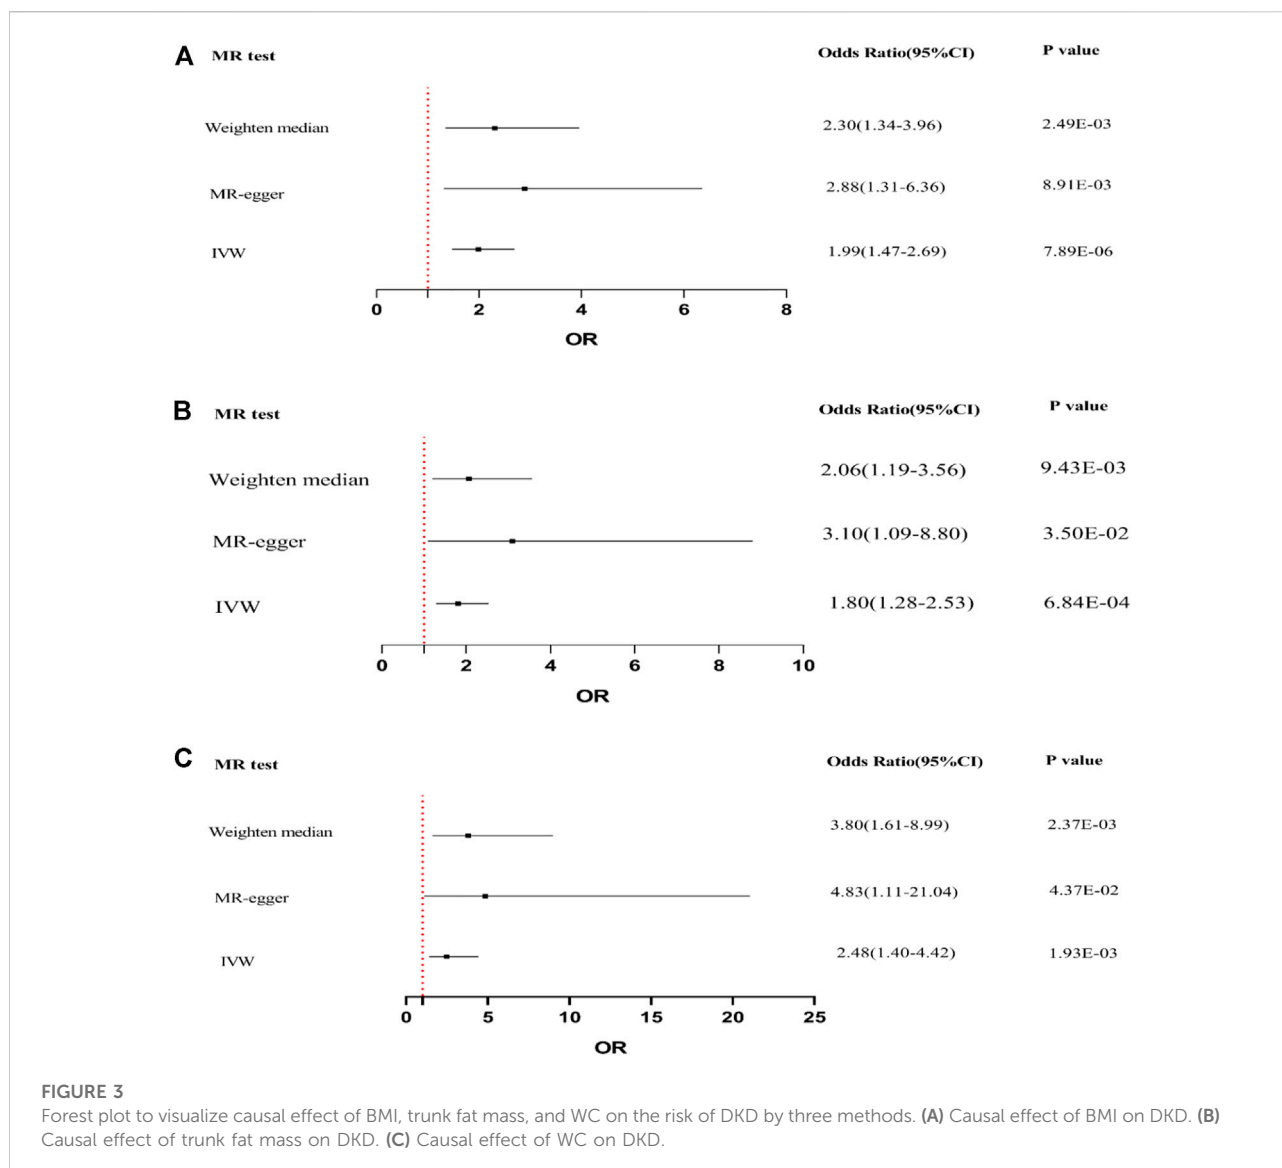 A MR test Odds Ratio(95%CI) P value
Weighten median 2.30(1.34-3.96) 2.49E-03
MR-egger 2.88(1.31-6.36) 8.91E-03
IVW 1.99(1.47-2.69) 7.89E-06
0 2 4 6 8
OR
B MR test Odds Ratio(95%CI) P value
Weighten median 2.06(1.19-3.56) 9.43E-03
MR-egger 3.10(1.09-8.80) 3.50E-02
IVW 1.80(1.28-2.53) 6.84E-04
0 2 4 6 8 10
OR
C MR test Odds Ratio(95%CI) P value
Weighten median 3.80(1.61-8.99) 2.37E-03
MR-egger 4.83(1.11-21.04) 4.37E-02
IVW 2.48(1.40-4.42) 1.93E-03
0 5 10 15 20 25
OR
FIGURE 3
Forest plot to visualize causal effect of BMI, trunk fat mass, and WC on the risk of DKD by three methods. (A) Causal effect of BMI on DKD. (B)
Causal effect of trunk fat mass on DKD. (C) Causal effect of WC on DKD.